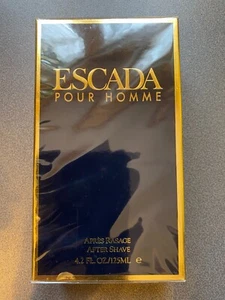 ESCADA
POUR HOMME
APRÈS RASAGE
AFTER SHAVE
4.2 FL. OZ/125ML e